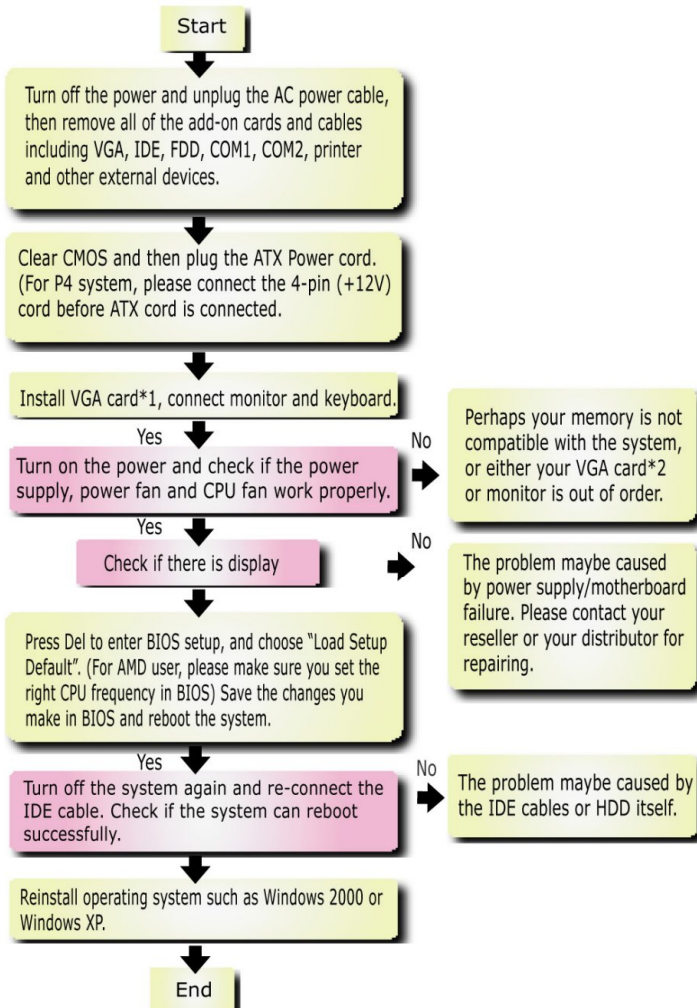 Start
Turn off the power and unplug the AC power cable,
then remove all of the add-on cards and cables
including VGA, IDE, FDD, COM1, COM2, printer
and other external devices.
Clear CMOS and then plug the ATX Power cord.
(For P4 system, please connect the 4-pin (+12V)
cord before ATX cord is connected.
Install VGA card*1, connect monitor and keyboard.
Yes
Turn on the power and check if the power
supply, power fan and CPU fan work properly.
No
Perhaps your memory is not
compatible with the system,
or either your VGA card*2
or monitor is out of order.
Yes
Check if there is display
No
The problem maybe caused
by power supply/motherboard
failure. Please contact your
reseller or your distributor for
repairing.
Press Del to enter BIOS setup, and choose “Load Setup
Default”. (For AMD user, please make sure you set the
right CPU frequency in BIOS) Save the changes you
make in BIOS and reboot the system.
Yes
Turn off the system again and re-connect the
IDE cable. Check if the system can reboot
successfully.
No
The problem maybe caused by
the IDE cables or HDD itself.
Reinstall operating system such as Windows 2000 or
Windows XP.
End